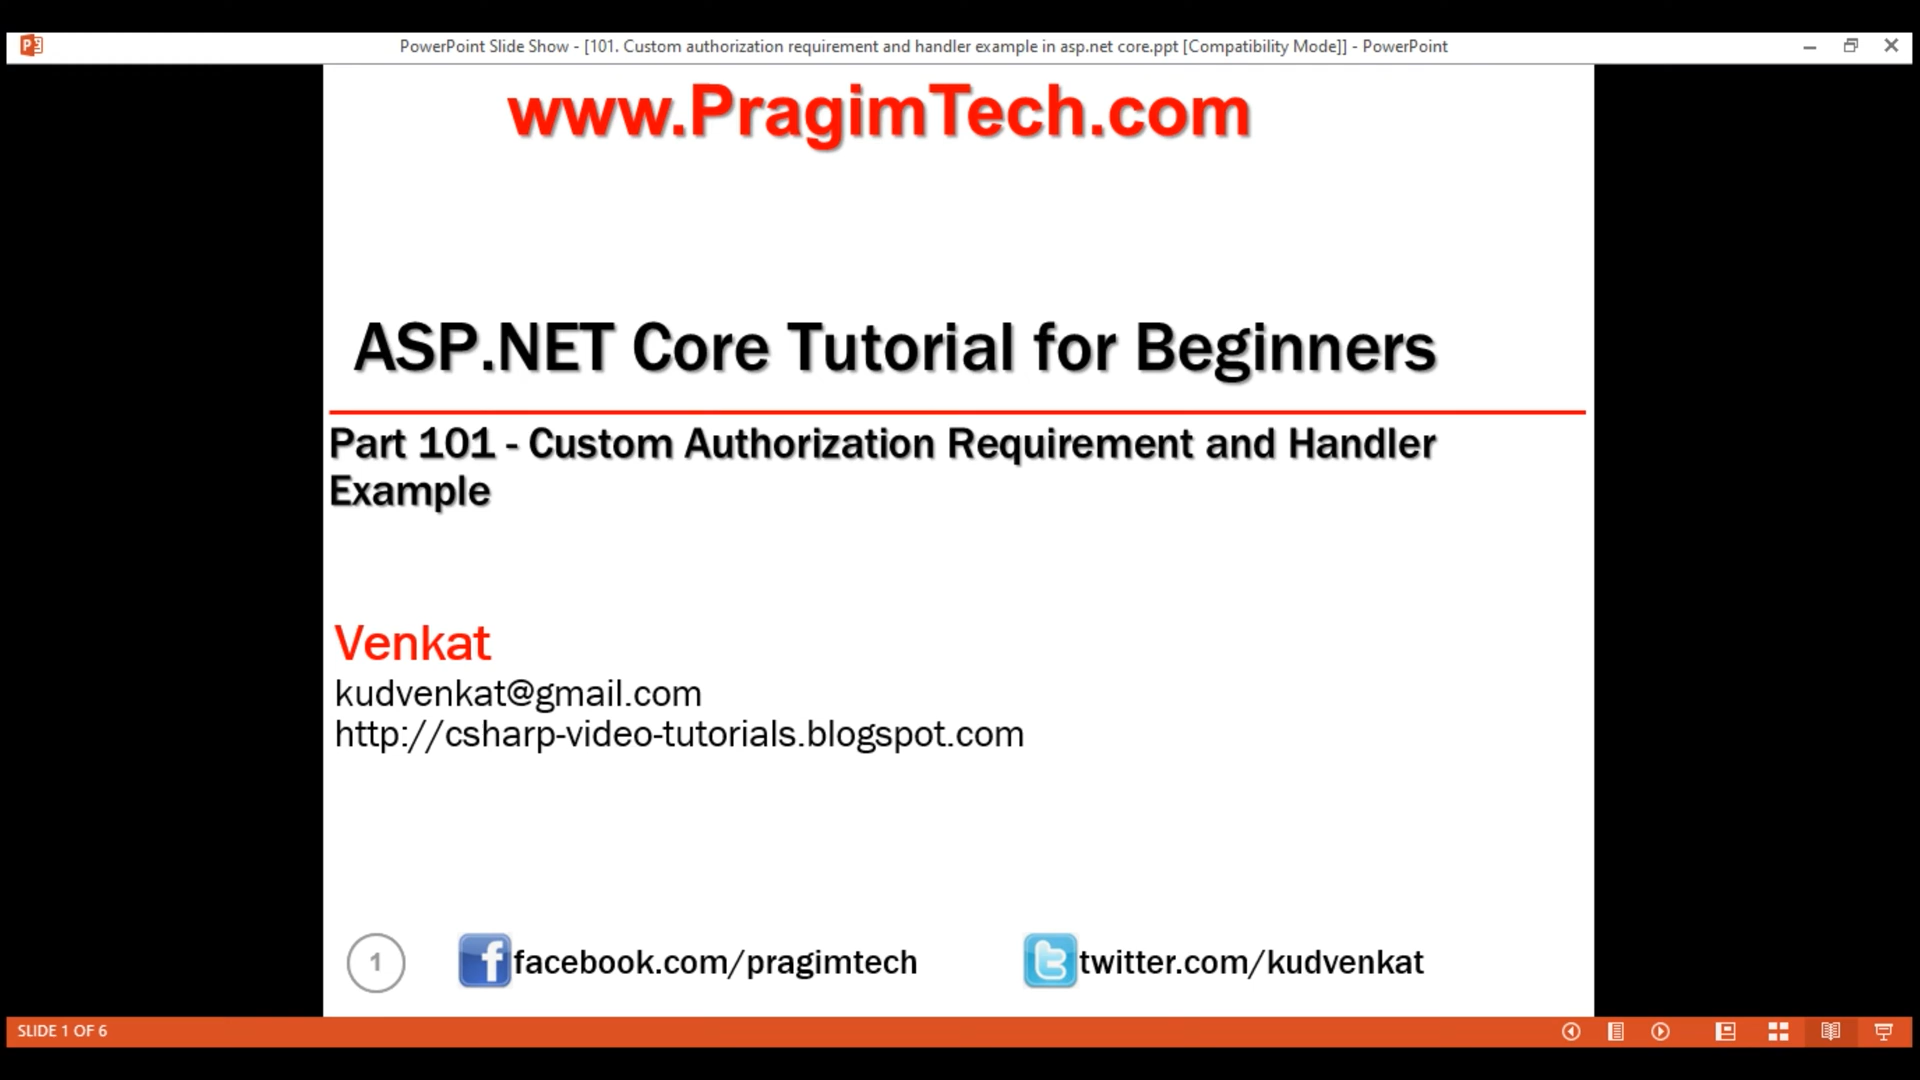 PowerPoint Slide Show - [101. Custom authorization requirement and handler example in asp.net core.ppt [Compatibility Mode]] - PowerPoint
www.PragimTech.com
ASP.NET Core Tutorial for Beginners
Part 101 - Custom Authorization Requirement and Handler
Example
Venkat
kudvenkat@gmail.com
http://csharp-video-tutorials.blogspot.com
1 facebook.com/pragimtech twitter.com/kudvenkat
SLIDE 1 OF 6